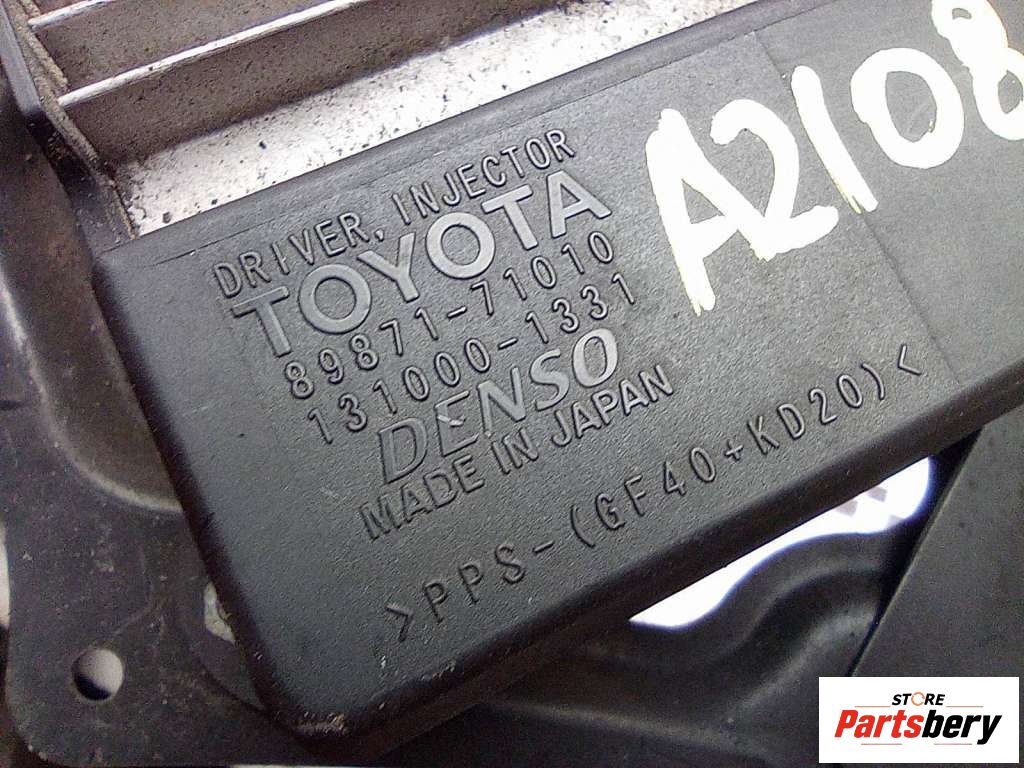 A2108
DRIVER, INJECTOR
TOYOTA
89871-71010
131000-1331
DENSO
MADE IN JAPAN
>PPS-(GF40+KD20)<
STORE
Partsbery